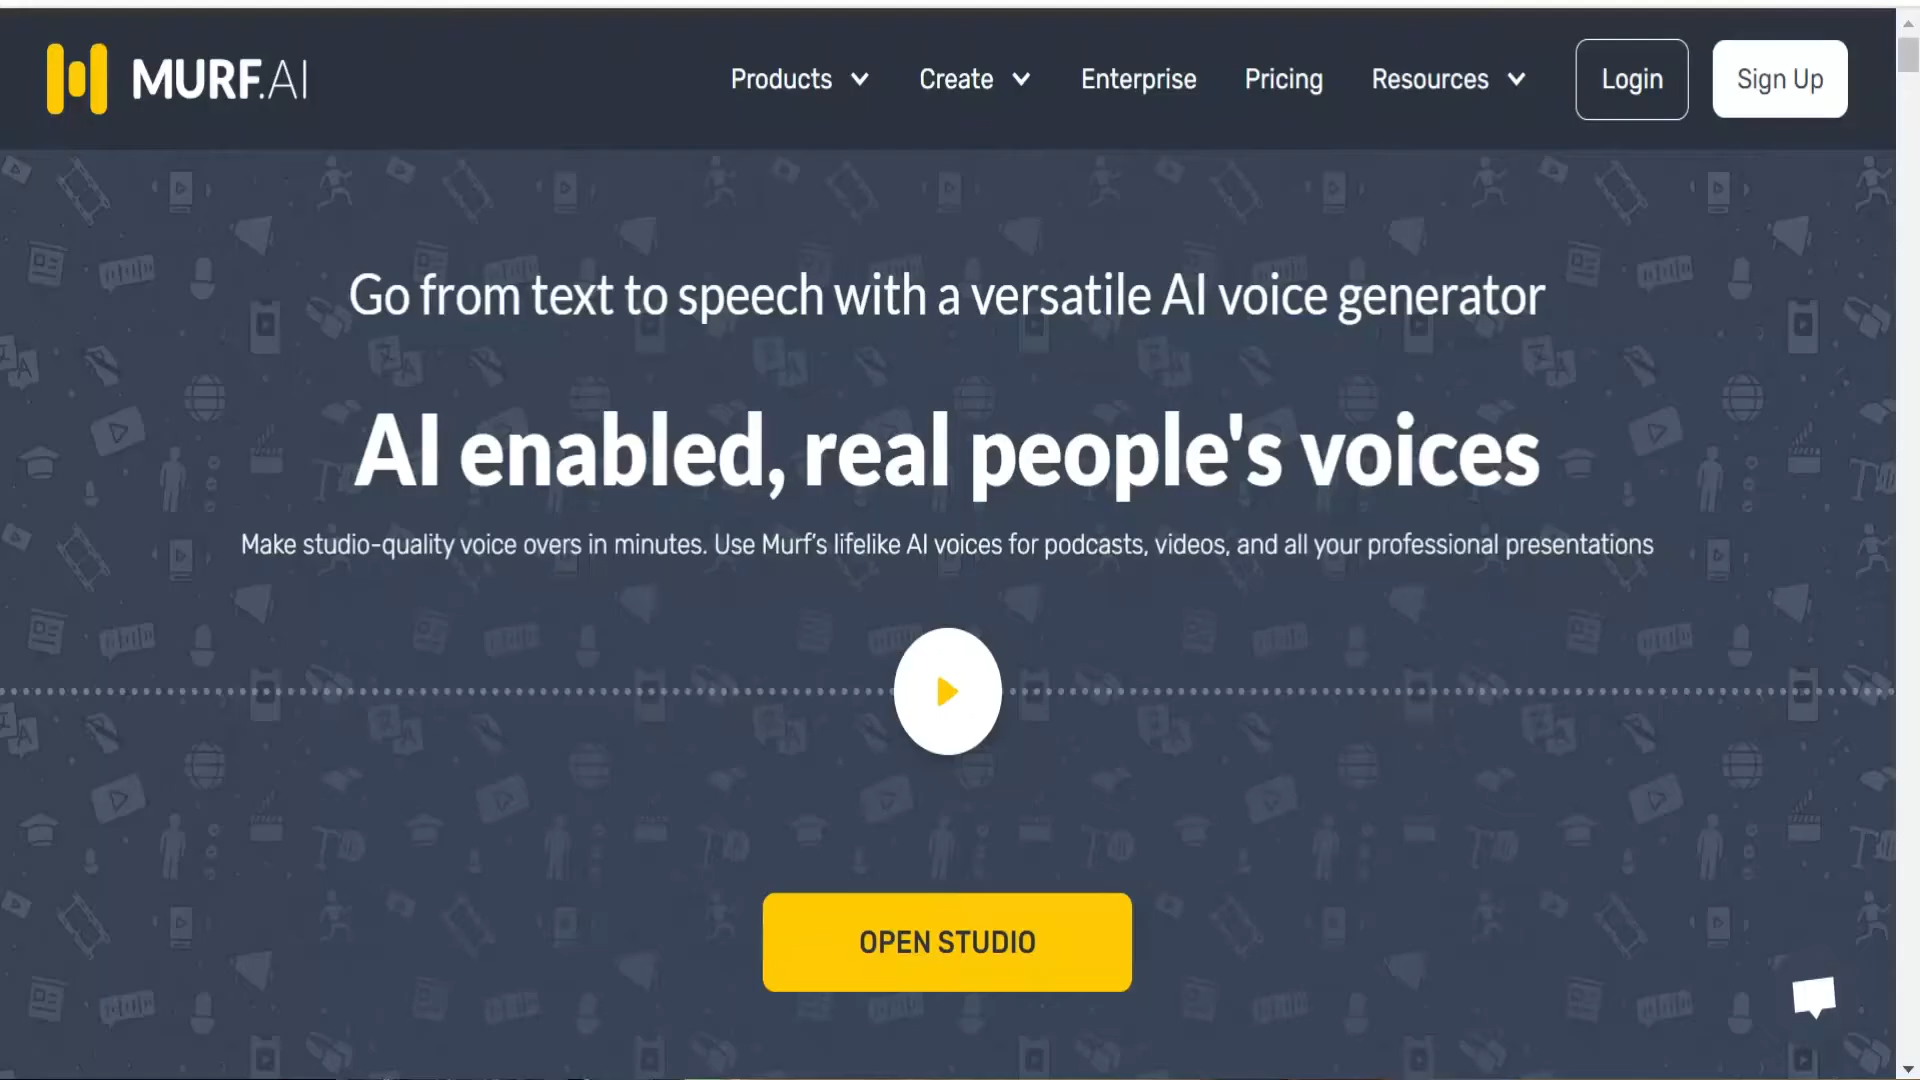 MURF.AI
Products
Create
Enterprise
Pricing
Resources
Login
Sign Up
Go from text to speech with a versatile AI voice generator
AI enabled, real people's voices
Make studio-quality voice overs in minutes. Use Murf’s lifelike AI voices for podcasts, videos, and all your professional presentations
OPEN STUDIO